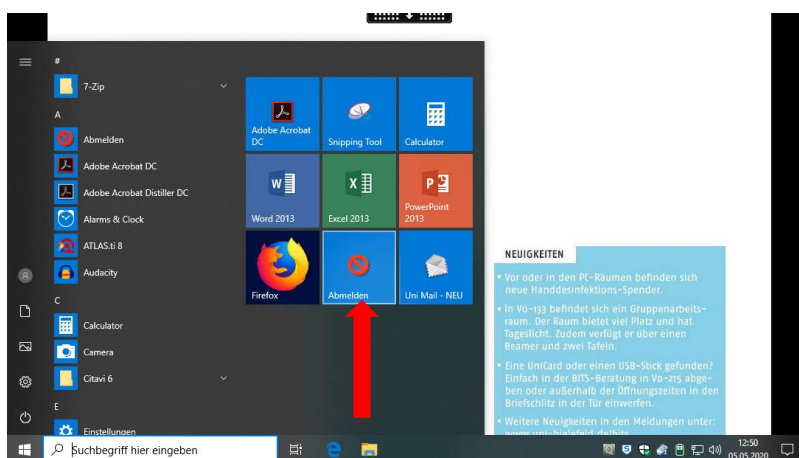 #
7-Zip
A
Abmelden
Adobe Acrobat DC
Adobe Acrobat Distiller DC
Alarms & Clock
ATLAS.ti 8
Audacity
C
Calculator
Camera
Citavi 6
E
Einstellungen
Adobe Acrobat
DC
Snipping Tool
Calculator
Word 2013
Excel 2013
PowerPoint
2013
Firefox
Abmelden
Uni Mail - NEU
NEUIGKEITEN
• Vor oder in den PC-Räumen befinden sich
neue Handdesinfektions-Spender.
• In V0-133 befindet sich ein Gruppenarbeits-
raum. Der Raum bietet viel Platz und hat
Tageslicht. Zudem verfügt er über einen
Beamer und zwei Tafeln.
• Eine UniCard oder einen USB-Stick gefunden?
Einfach in der BITS-Beratung in V0-215 abge-
ben oder außerhalb der Öffnungszeiten in den
Briefschlitz in der Tür einwerfen.
• Weitere Neuigkeiten in den Meldungen unter:
www.uni-bielefeld.de/bits
Suchbegriff hier eingeben
12:50
05.05.2020